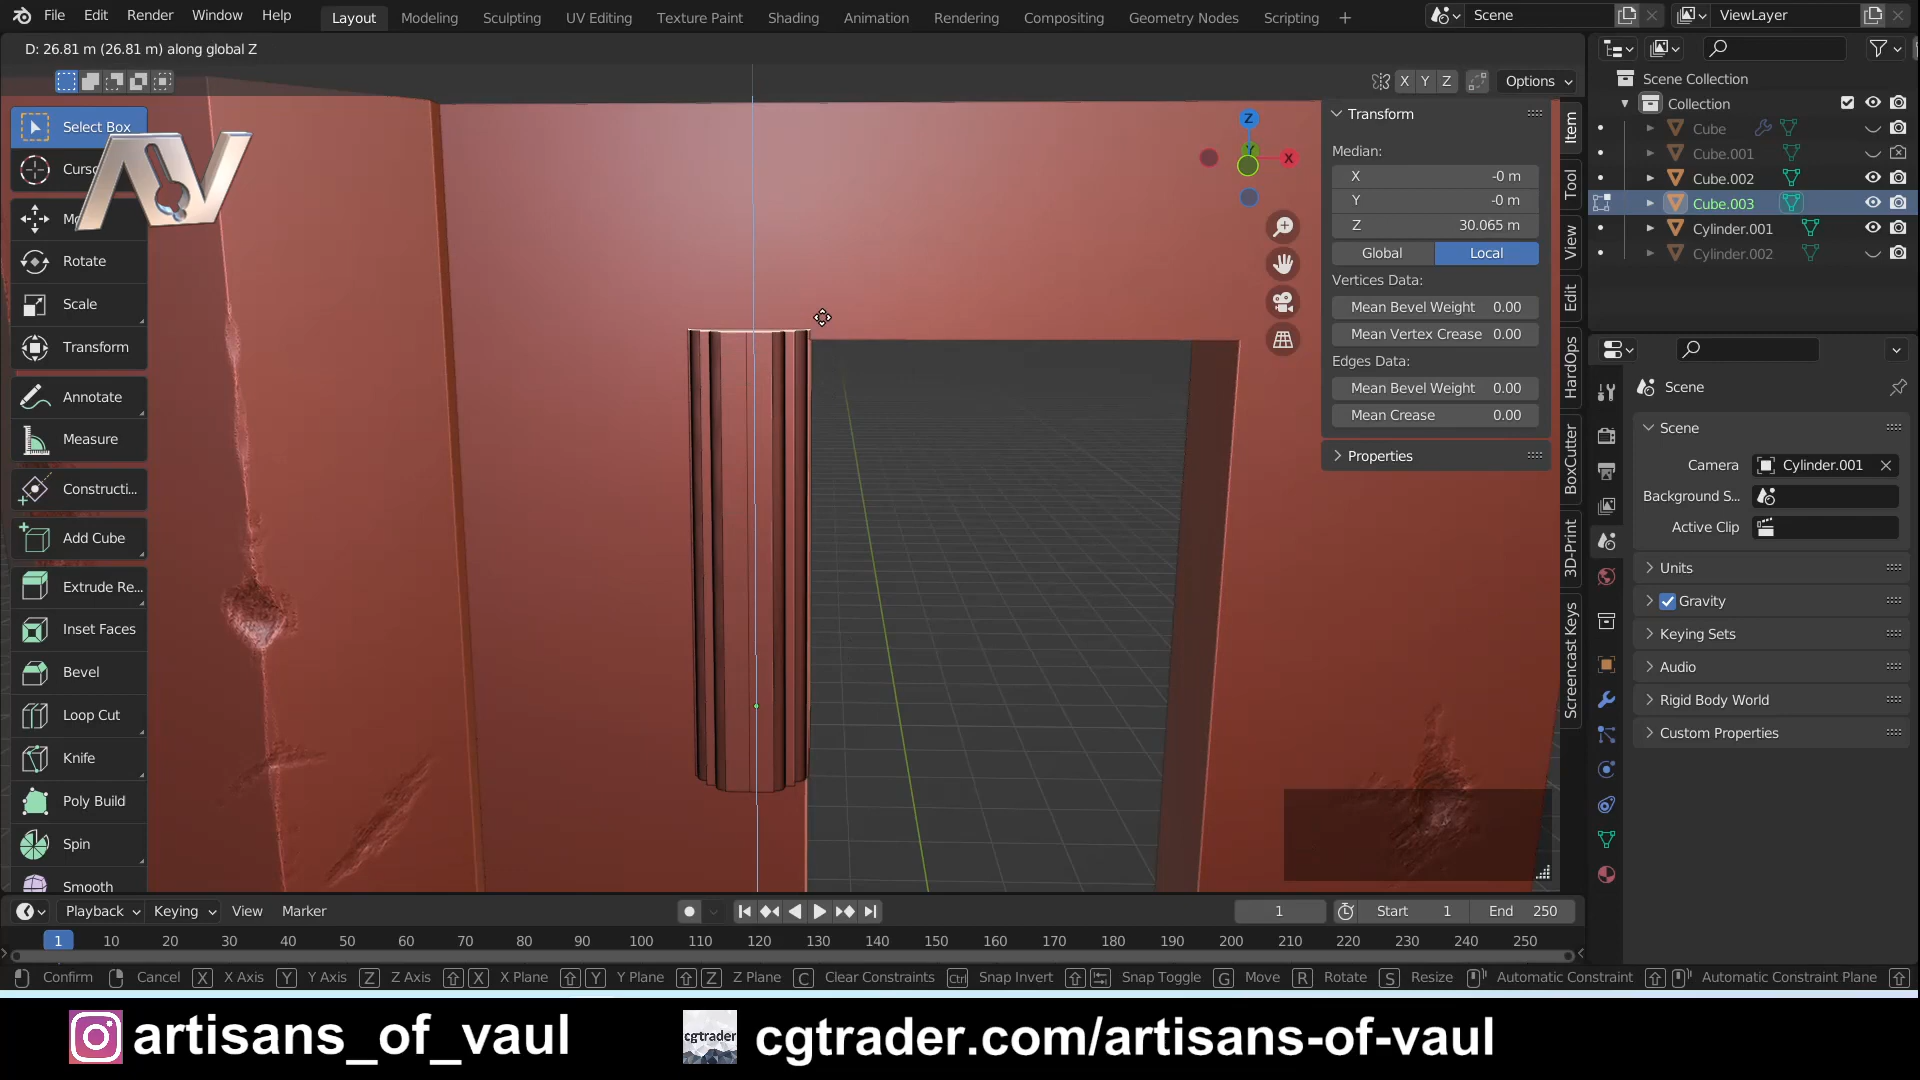 File Edit Render Window Help Layout Modeling Sculpting UV Editing Texture Paint Shading Animation Rendering Compositing Geometry Nodes Scripting + Scene ViewLayer
D: 26.81 m (26.81 m) along global Z
X Y Z Options
Select Box
Curs
Mo
Rotate
Scale
Transform
Annotate
Measure
Constructi...
Add Cube
Extrude Re...
Inset Faces
Bevel
Loop Cut
Knife
Poly Build
Spin
Smooth
AV
Z
Y
X
Transform
Median:
X -0 m
Y -0 m
Z 30.065 m
Global Local
Vertices Data:
Mean Bevel Weight 0.00
Mean Vertex Crease 0.00
Edges Data:
Mean Bevel Weight 0.00
Mean Crease 0.00
Properties
Item
Tool
View
Edit
HardOps
BoxCutter
3D-Print
Screencast Keys
Scene Collection
Collection
Cube
Cube.001
Cube.002
Cube.003
Cylinder.001
Cylinder.002
Scene
Scene
Camera Cylinder.001
Background S...
Active Clip
Units
Gravity
Keying Sets
Audio
Rigid Body World
Custom Properties
Playback Keying View Marker 1 Start 1 End 250
1 10 20 30 40 50 60 70 80 90 100 110 120 130 140 150 160 170 180 190 200 210 220 230 240 250
Confirm Cancel X X Axis Y Y Axis Z Z Axis X X Plane Y Y Plane Z Z Plane C Clear Constraints Ctrl Snap Invert Snap Toggle G Move R Rotate S Resize Automatic Constraint Automatic Constraint Plane
artisans_of_vaul cgtrader cgtrader.com/artisans-of-vaul